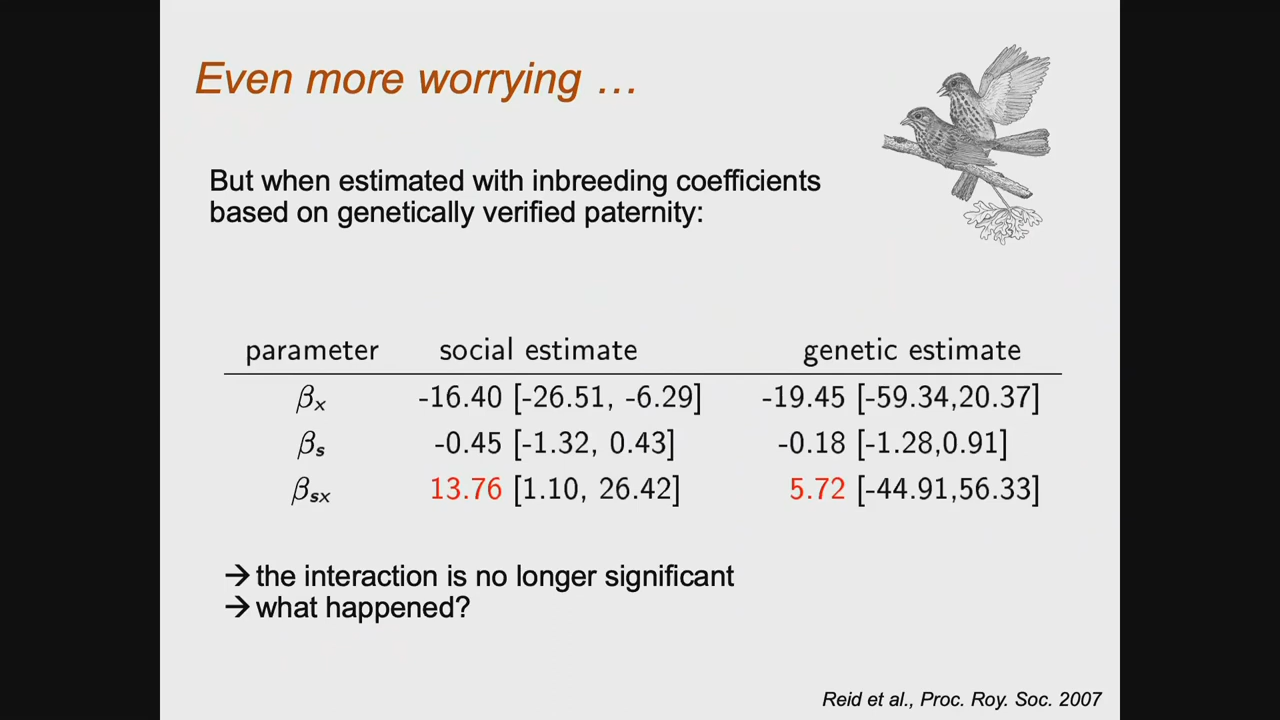 Even more worrying …
But when estimated with inbreeding coefficients
based on genetically verified paternity:
parameter social estimate genetic estimate
βx -16.40 [-26.51, -6.29] -19.45 [-59.34,20.37]
βs -0.45 [-1.32, 0.43] -0.18 [-1.28,0.91]
βsx 13.76 [1.10, 26.42] 5.72 [-44.91,56.33]
→ the interaction is no longer significant
→ what happened?
Reid et al., Proc. Roy. Soc. 2007